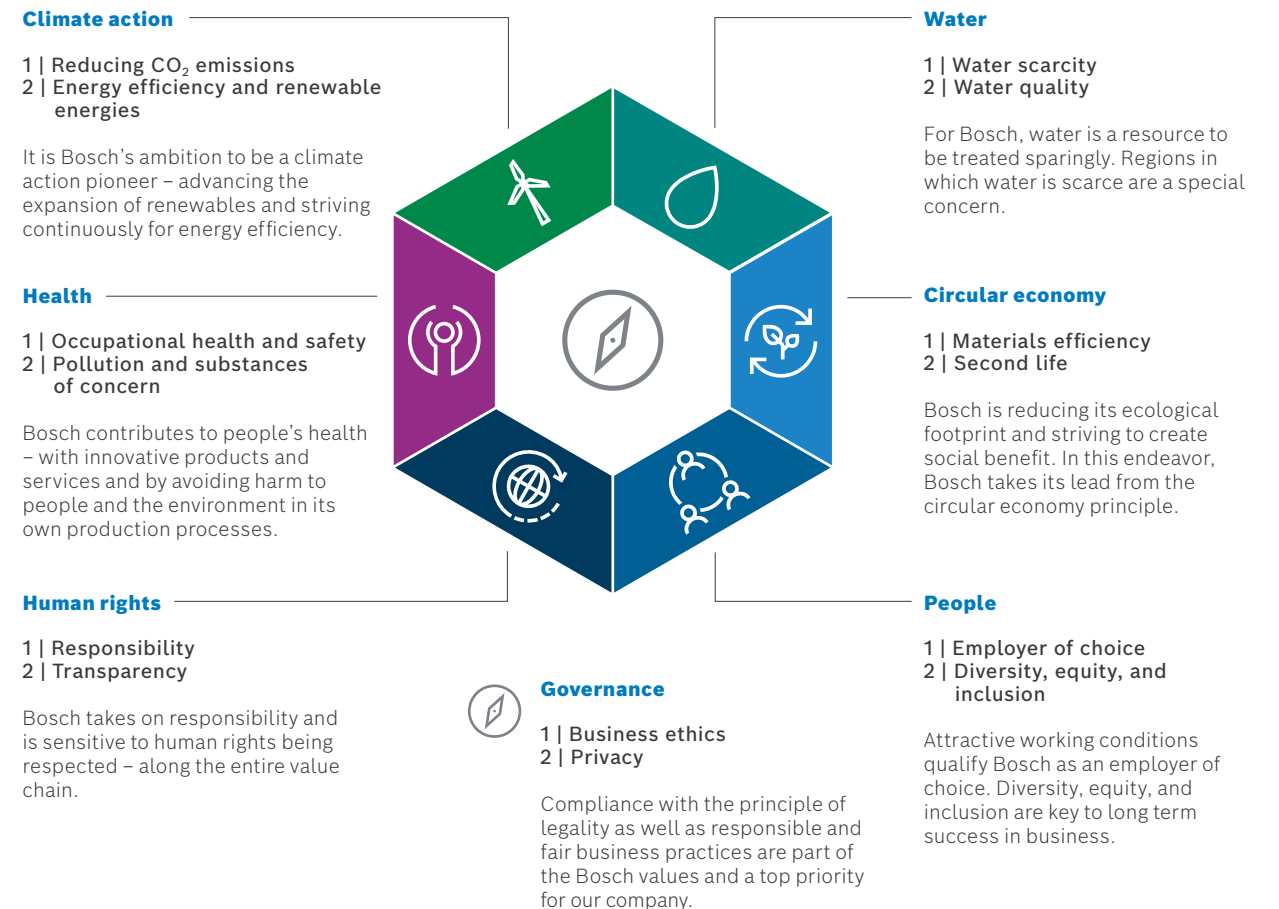 Climate action
1 | Reducing CO₂ emissions
2 | Energy efficiency and renewable
energies
It is Bosch’s ambition to be a climate
action pioneer – advancing the
expansion of renewables and striving
continuously for energy efficiency.
Water
1 | Water scarcity
2 | Water quality
For Bosch, water is a resource to
be treated sparingly. Regions in
which water is scarce are a special
concern.
Health
1 | Occupational health and safety
2 | Pollution and substances
of concern
Bosch contributes to people’s health
– with innovative products and
services and by avoiding harm to
people and the environment in its
own production processes.
Circular economy
1 | Materials efficiency
2 | Second life
Bosch is reducing its ecological
footprint and striving to create
social benefit. In this endeavor,
Bosch takes its lead from the
circular economy principle.
Human rights
1 | Responsibility
2 | Transparency
Bosch takes on responsibility and
is sensitive to human rights being
respected – along the entire value
chain.
Governance
1 | Business ethics
2 | Privacy
Compliance with the principle of
legality as well as responsible and
fair business practices are part of
the Bosch values and a top priority
for our company.
People
1 | Employer of choice
2 | Diversity, equity, and
inclusion
Attractive working conditions
qualify Bosch as an employer of
choice. Diversity, equity, and
inclusion are key to long term
success in business.